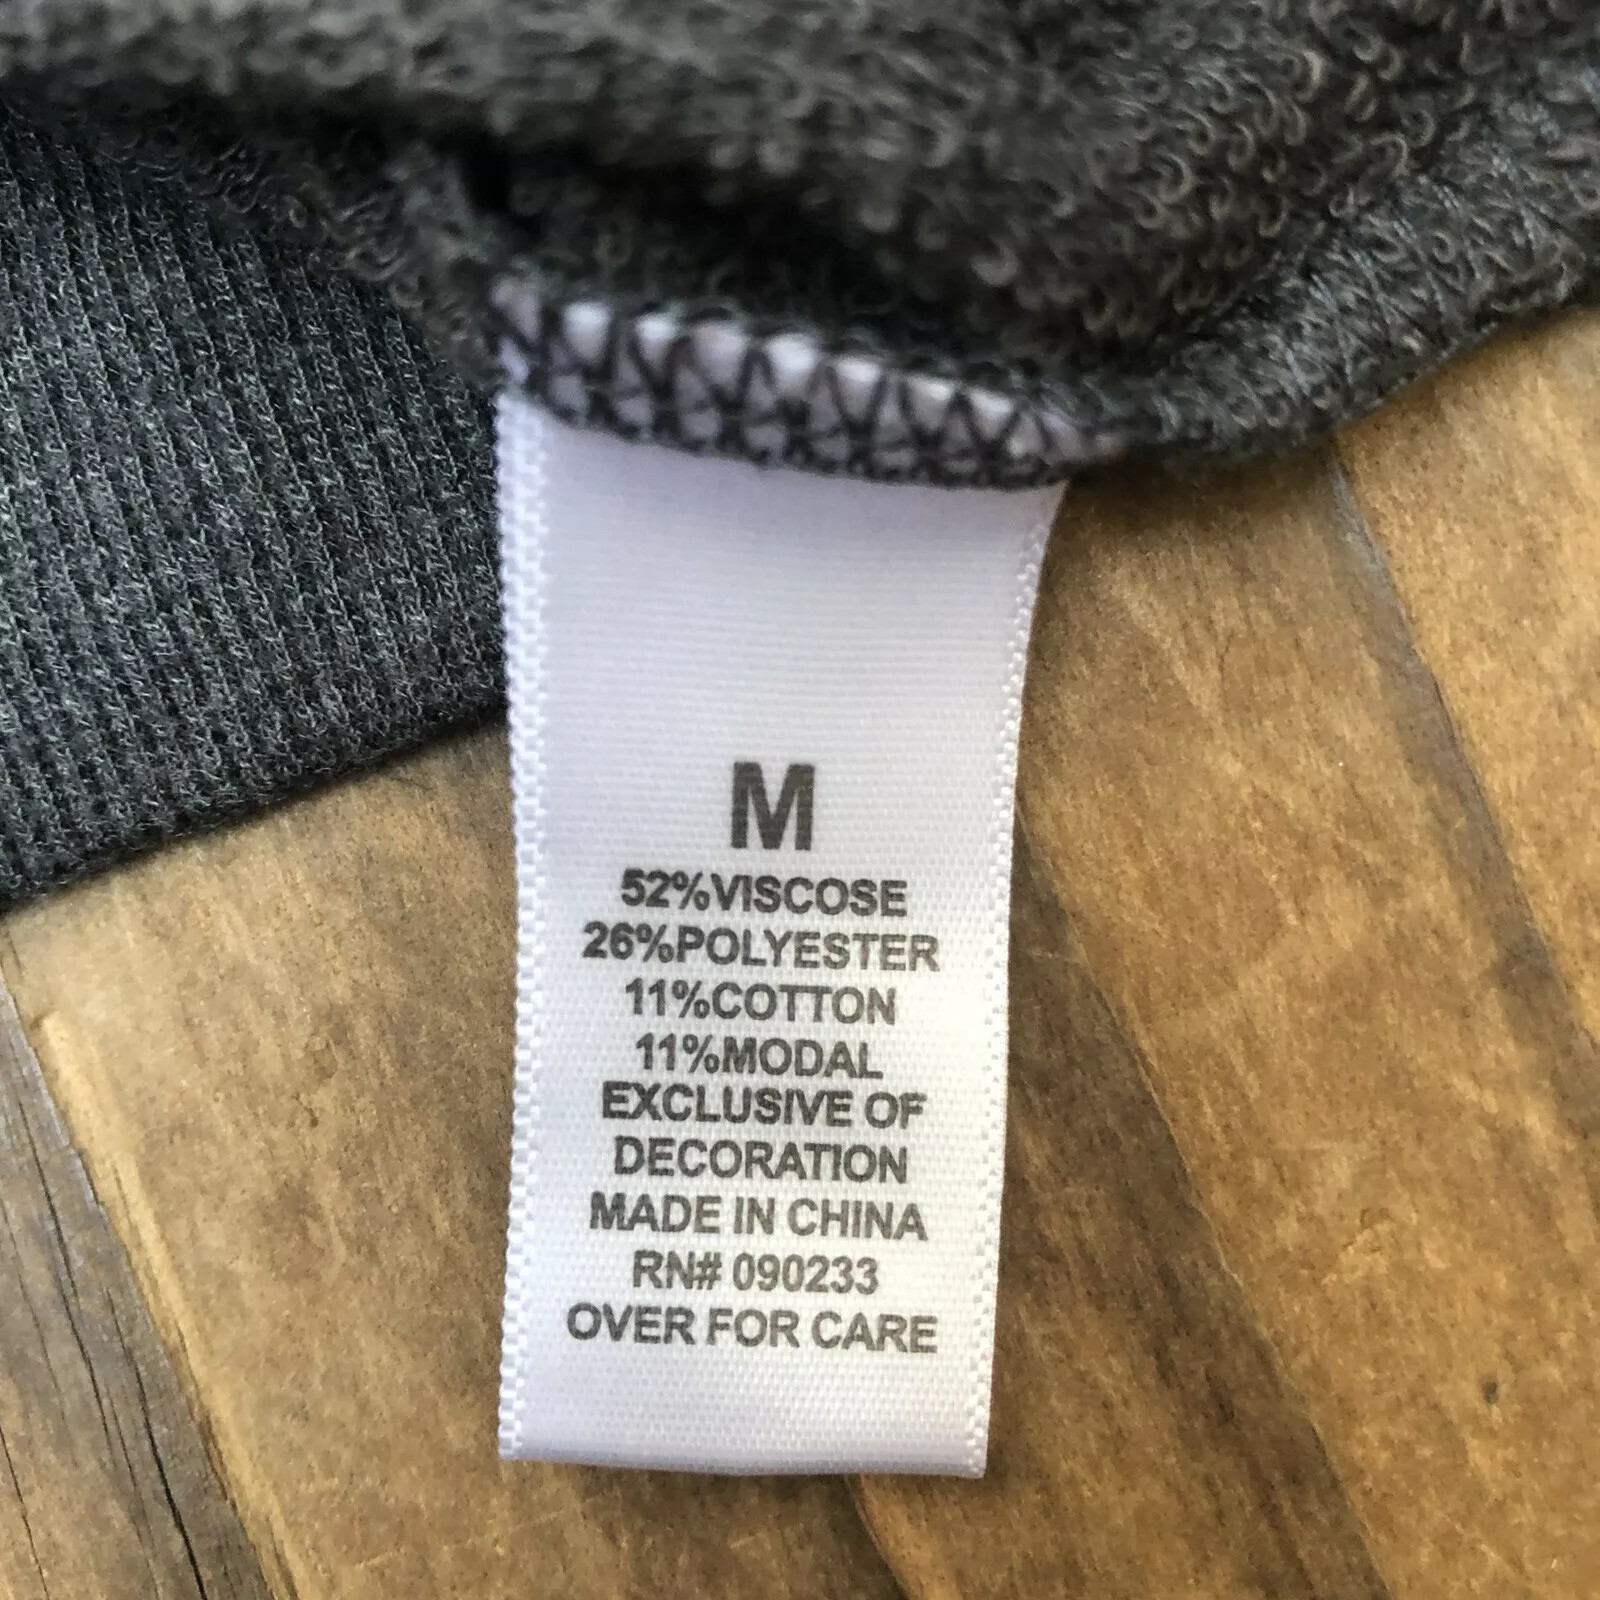 M
52%VISCOSE
26%POLYESTER
11%COTTON
11%MODAL
EXCLUSIVE OF
DECORATION
MADE IN CHINA
RN# 090233
OVER FOR CARE